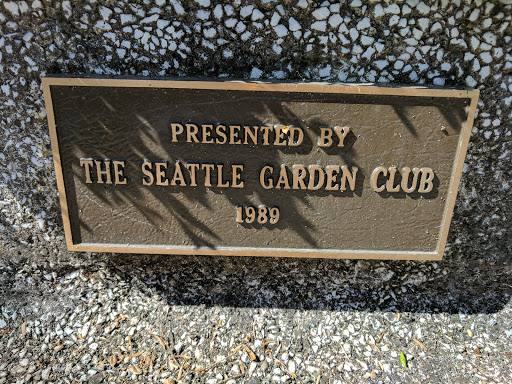 PRESENTED BY
THE SEATTLE GARDEN CLUB
1989